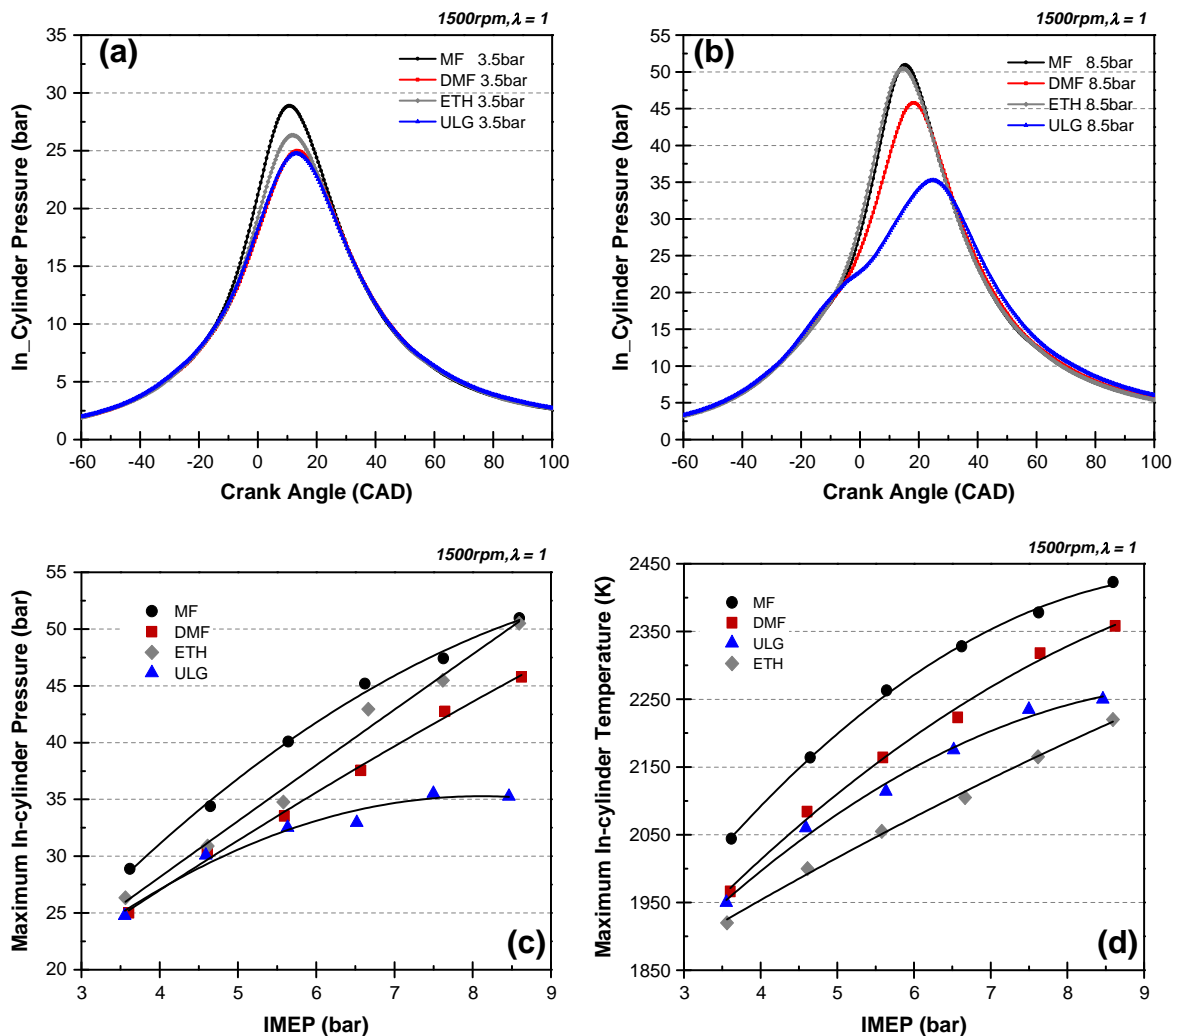 1500rpm, λ = 1
(a)
MF 3.5bar
DMF 3.5bar
ETH 3.5bar
ULG 3.5bar
35
30
25
20
15
10
5
0
In_Cylinder Pressure (bar)
-60 -40 -20 0 20 40 60 80 100
Crank Angle (CAD)
1500rpm, λ = 1
(b)
MF 8.5bar
DMF 8.5bar
ETH 8.5bar
ULG 8.5bar
55
50
45
40
35
30
25
20
15
10
5
0
In_Cylinder Pressure (bar)
-60 -40 -20 0 20 40 60 80 100
Crank Angle (CAD)
1500rpm, λ = 1
MF
DMF
ETH
ULG
55
50
45
40
35
30
25
20
Maximum In-cylinder Pressure (bar)
(c)
3 4 5 6 7 8 9
IMEP (bar)
1500rpm, λ = 1
MF
DMF
ULG
ETH
2450
2350
2250
2150
2050
1950
1850
Maximum In-cylinder Temperature (K)
(d)
3 4 5 6 7 8 9
IMEP (bar)